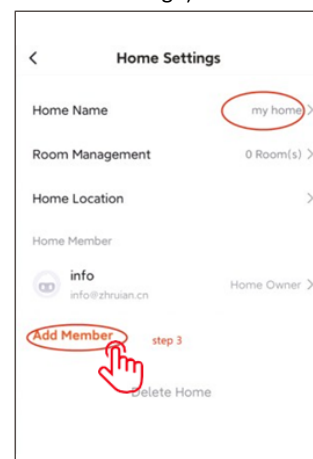 Home Settings
Home Name my home
Room Management 0 Room(s)
Home Location
Home Member
info
info@zhruian.cn Home Owner
Add Member step 3
Delete Home